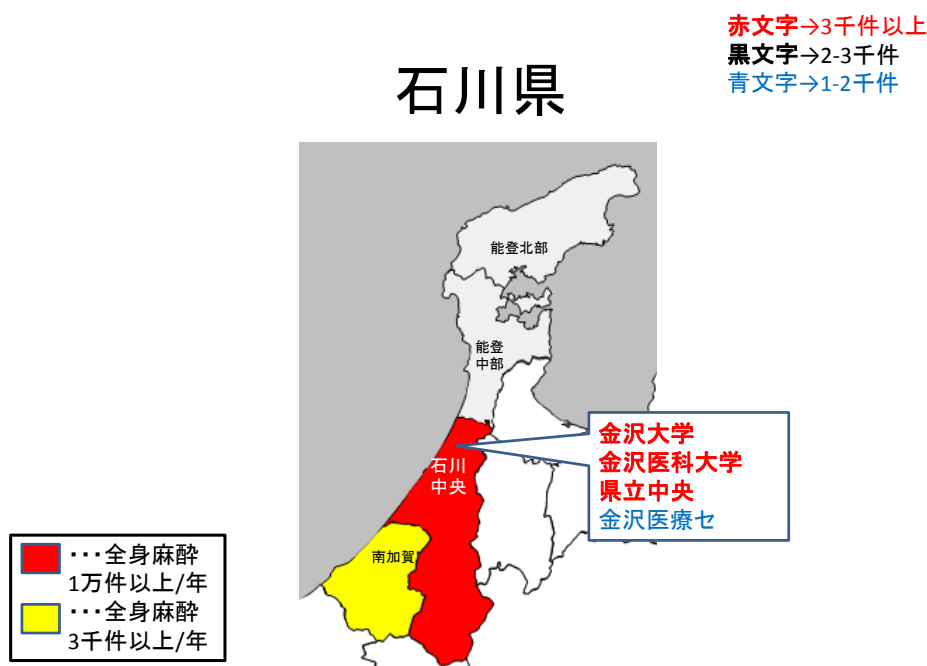 赤文字→3千件以上
黒文字→2-3千件
青文字→1-2千件
石川県
能登北部
能登
中部
石川
中央
南加賀
金沢大学
金沢医科大学
県立中央
金沢医療セ
･･･全身麻酔
1万件以上/年
･･･全身麻酔
3千件以上/年